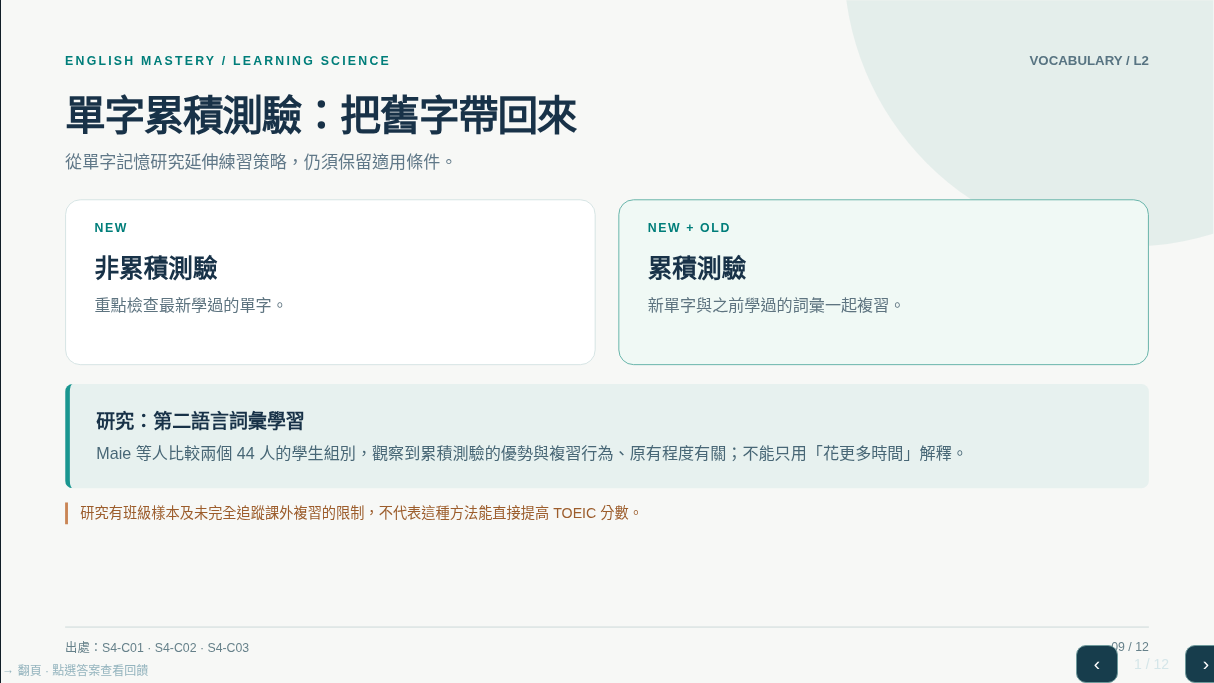 ENGLISH MASTERY / LEARNING SCIENCE
VOCABULARY / L2
單字累積測驗：把舊字帶回來
從單字記憶研究延伸練習策略，仍須保留適用條件。
NEW
非累積測驗
重點檢查最新學過的單字。
NEW + OLD
累積測驗
新單字與之前學過的詞彙一起複習。
研究：第二語言詞彙學習
Maie 等人比較兩個 44 人的學生組別，觀察到累積測驗的優勢與複習行為、原有程度有關；不能只用「花更多時間」解釋。
研究有班級樣本及未完全追蹤課外複習的限制，不代表這種方法能直接提高 TOEIC 分數。
出處：S4-C01 · S4-C02 · S4-C03
09 / 12
→ 翻頁 · 點選答案查看回饋
‹ 1 / 12 ›